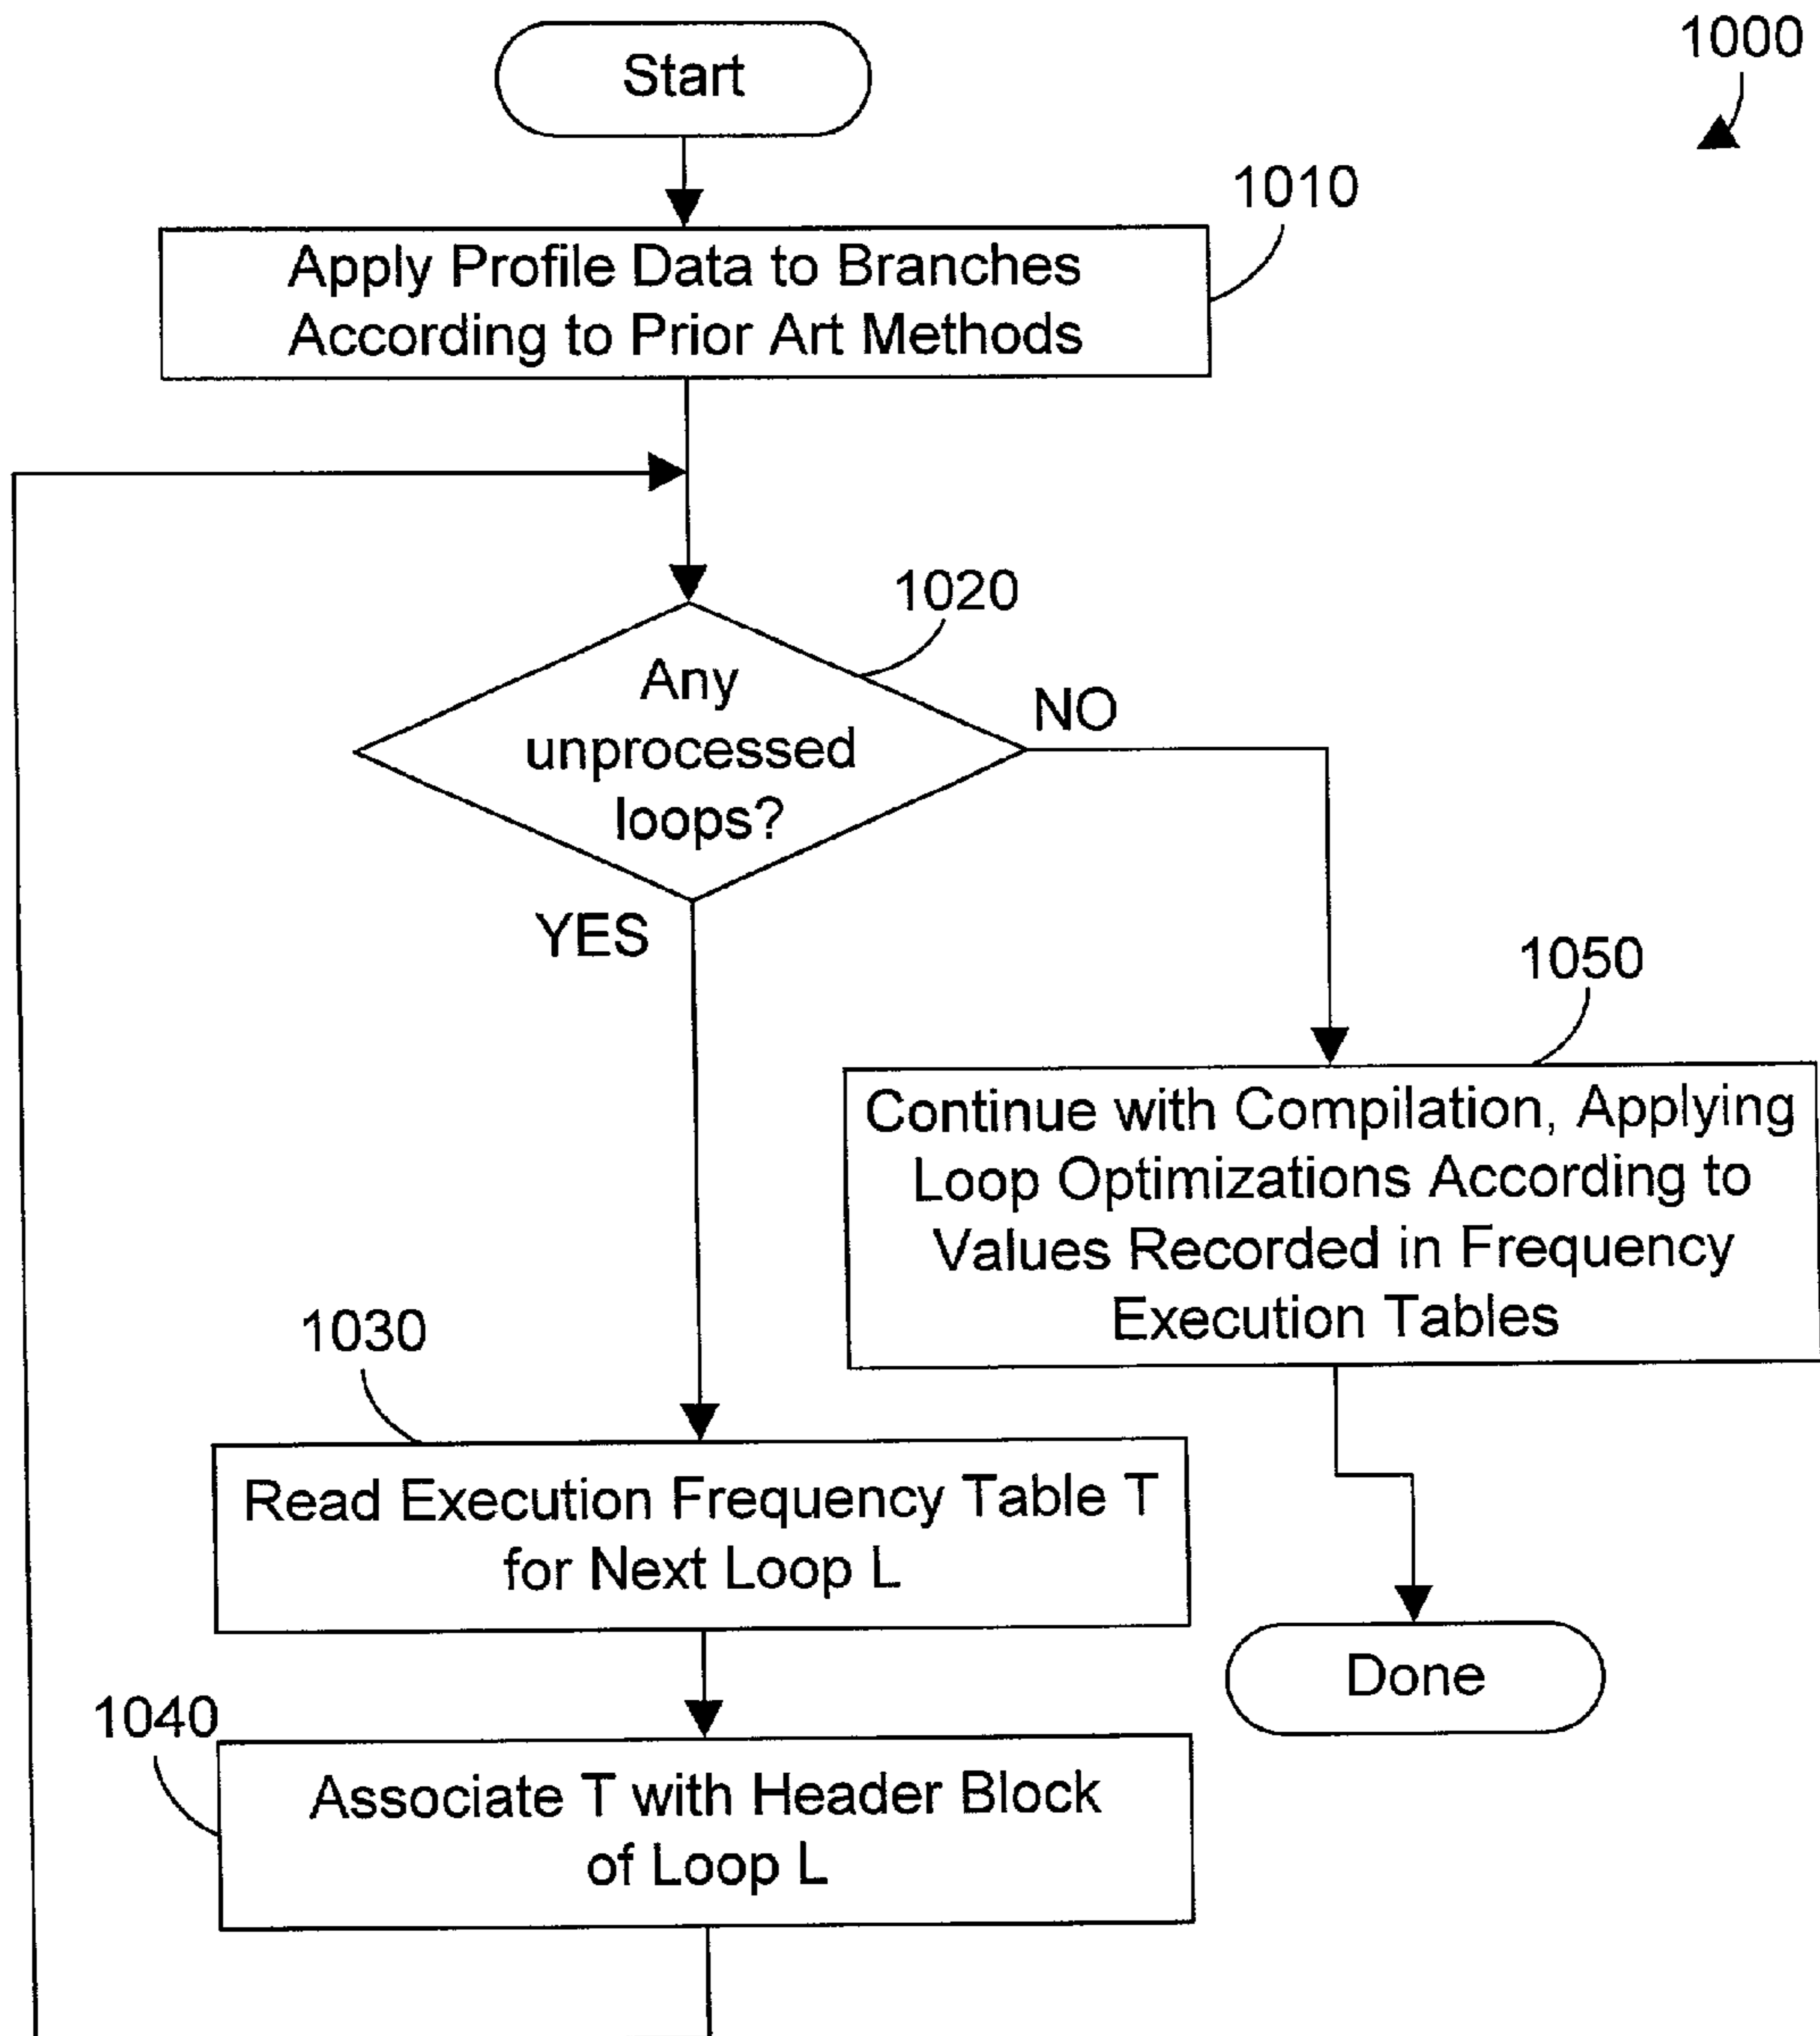 1000
Start
1010
Apply Profile Data to Branches
According to Prior Art Methods
1020
Any
unprocessed
loops?
NO
YES
1050
Continue with Compilation, Applying
Loop Optimizations According to
Values Recorded in Frequency
Execution Tables
1030
Read Execution Frequency Table T
for Next Loop L
Done
1040
Associate T with Header Block
of Loop L